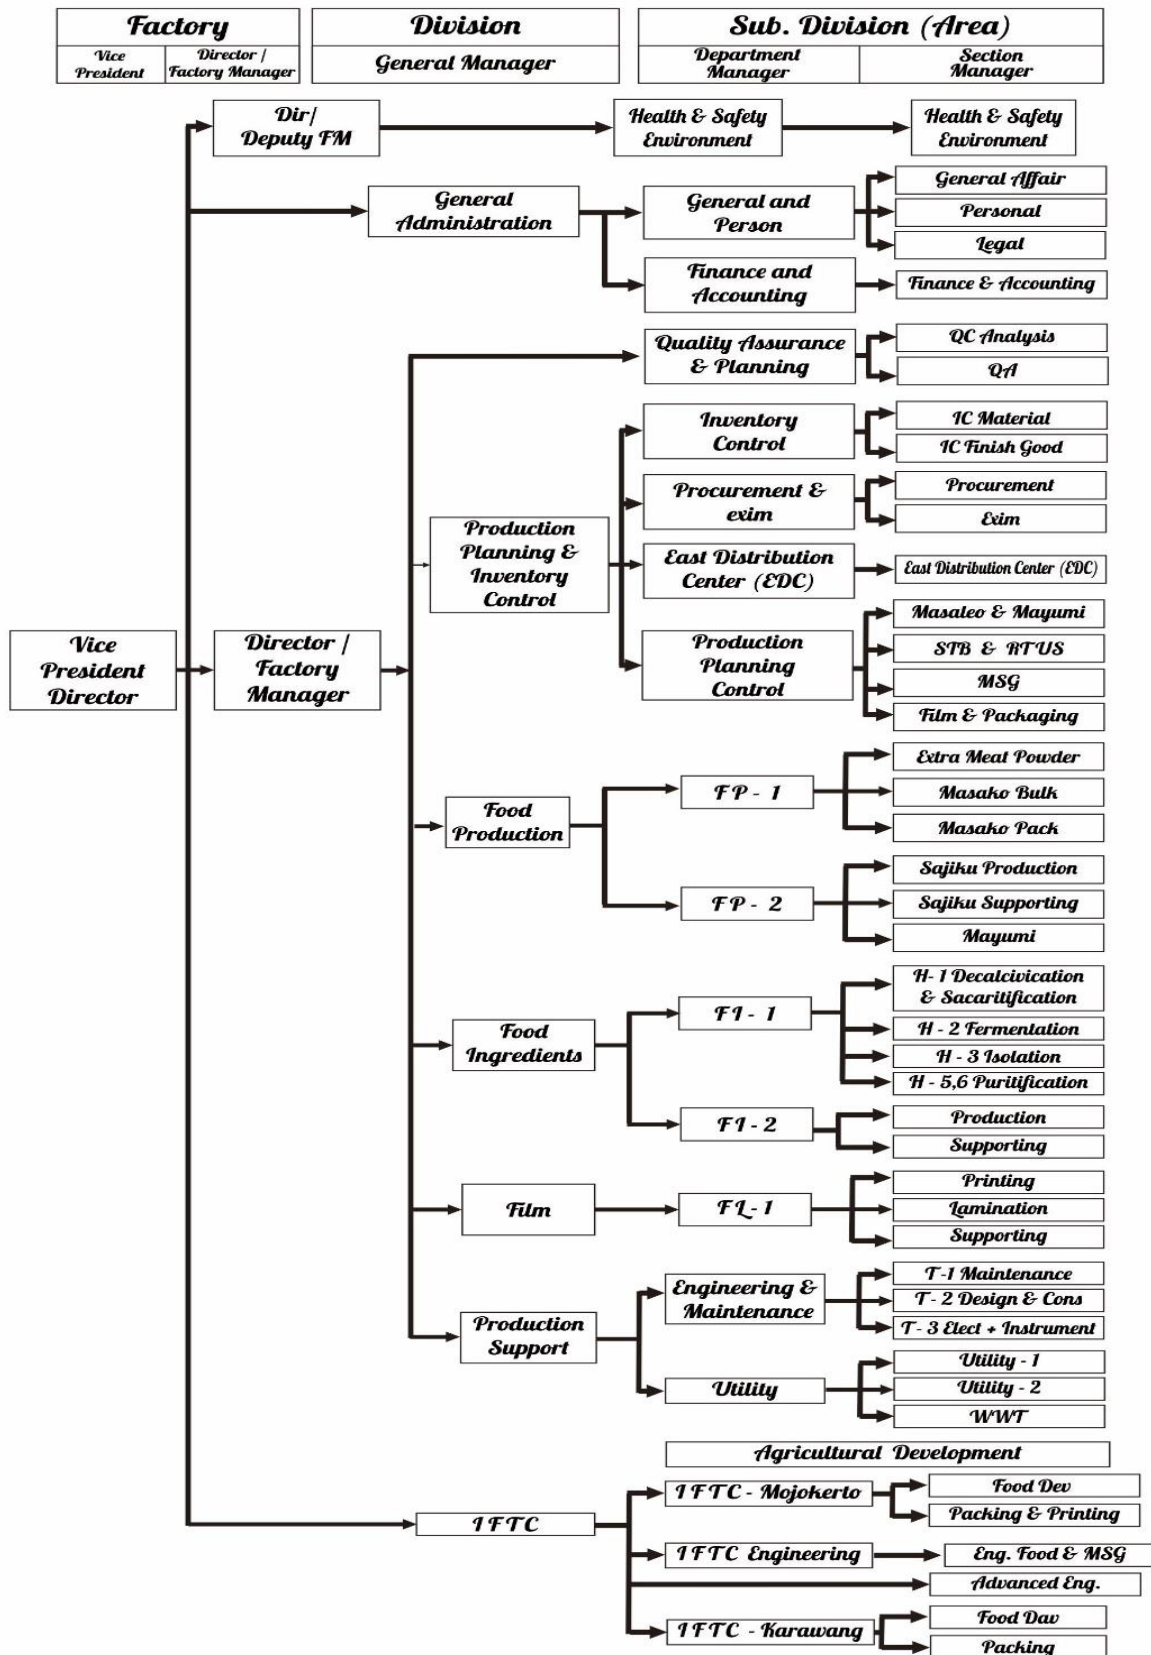 Factory
Division
Sub. Division (Area)
Vice
President
Director /
Factory Manager
General Manager
Department
Manager
Section
Manager
Dir/
Deputy FM
Health & Safety
Environment
Health & Safety
Environment
General
Administration
General and
Person
General Affair
Personal
Legal
Finance and
Accounting
Finance & Accounting
Quality Assurance
& Planning
QC Analysis
QA
Inventory
Control
IC Material
IC Finish Good
Procurement &
exim
Procurement
Exim
Production
Planning &
Inventory
Control
East Distribution
Center (EDC)
East Distribution Center (EDC)
Vice
President
Director
Director /
Factory
Manager
Production
Planning
Control
Masaleo & Mayumi
STB & RTUS
MSG
Film & Packaging
Food
Production
FP - 1
Extra Meat Powder
Masako Bulk
Masako Pack
FP - 2
Sajiku Production
Sajiku Supporting
Mayumi
Food
Ingredients
FI - 1
H- 1 Decalcivication
& Sacaritification
H - 2 Fermentation
H - 3 Isolation
H - 5,6 Puritification
FI - 2
Production
Supporting
Film
FL - 1
Printing
Lamination
Supporting
Production
Support
Engineering &
Maintenance
T -1 Maintenance
T - 2 Design & Cons
T - 3 Elect + Instrument
Utility
Utility - 1
Utility - 2
WWT
Agricultural Development
IFTC
IFTC - Mojokerto
Food Dev
Packing & Printing
IFTC Engineering
Eng. Food & MSG
Advanced Eng.
IFTC - Karawang
Food Dav
Packing